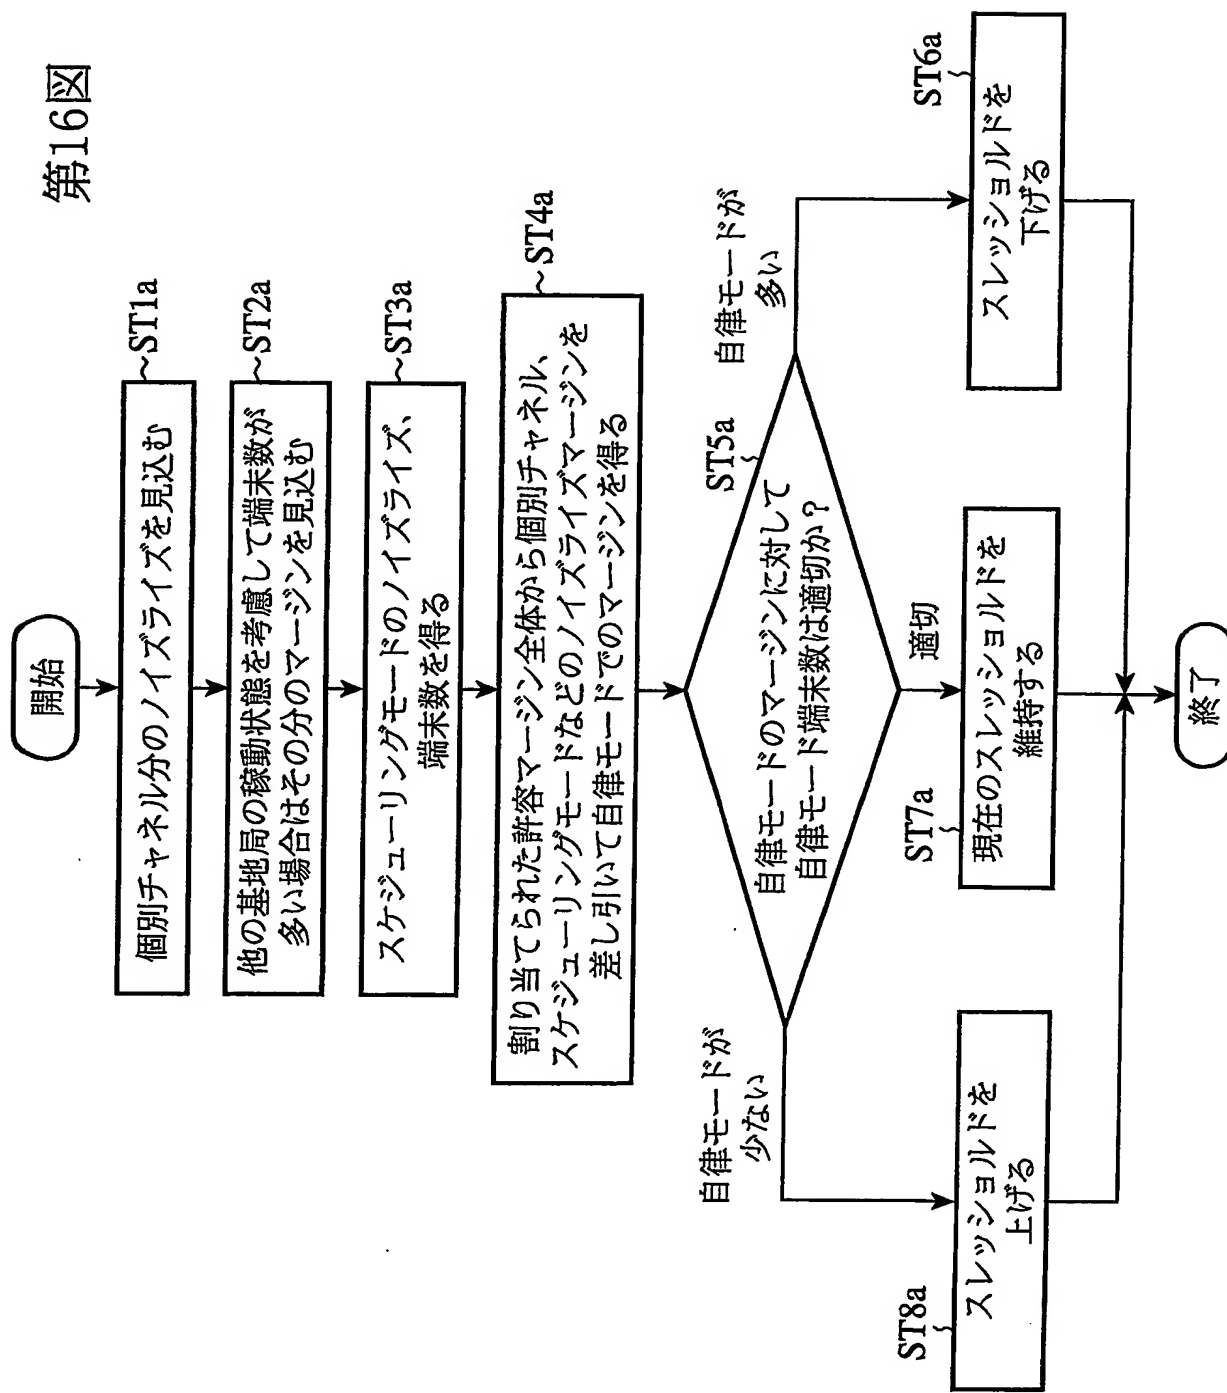 第16図
開始
個別チャネル分のノイズライズを見込む
~ST1a
他の基地局の稼動状態を考慮して端末数が
多い場合はその分のマージンを見込む
~ST2a
スケジューリングモードのノイズライズ、
端末数を得る
~ST3a
割り当てられた許容マージン全体から個別チャネル、
スケジューリングモードなどのノイズライズマージンを
差し引いて自律モードでのマージンを得る
~ST4a
自律モードのマージンに対して
自律モード端末数は適切か?
ST5a
自律モードが
少ない
適切
自律モードが
多い
ST8a
スレッショルドを
上げる
ST7a
現在のスレッショルドを
維持する
ST6a
スレッショルドを
下げる
終了